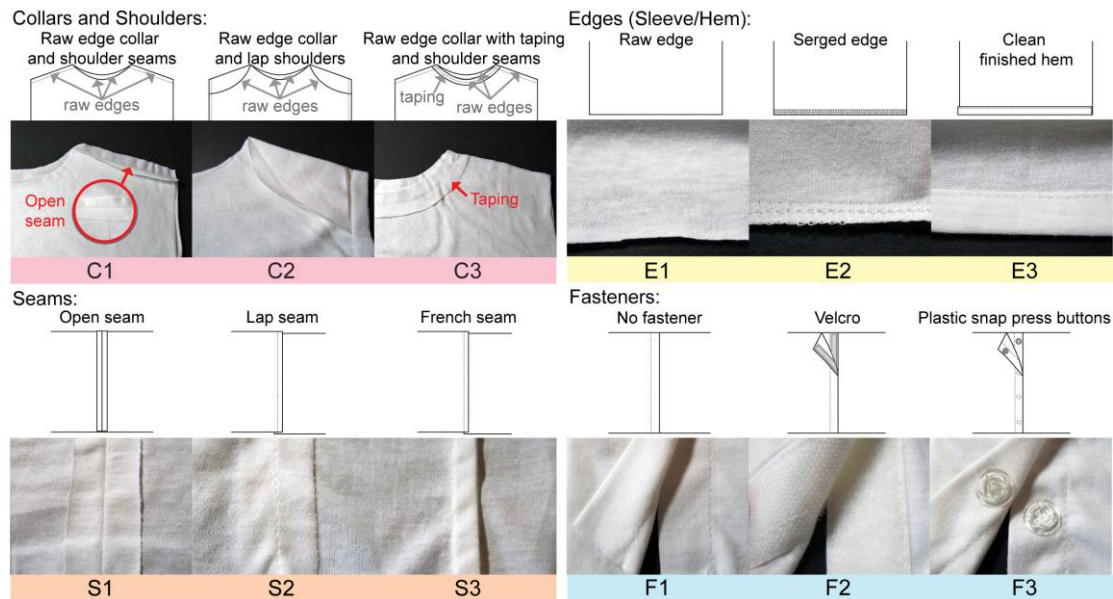 Collars and Shoulders:
Raw edge collar
and shoulder seams
raw edges
Open
seam
C1
Raw edge collar
and lap shoulders
raw edges
C2
Raw edge collar with taping
and shoulder seams
taping
raw edges
Taping
C3
Edges (Sleeve/Hem):
Raw edge
E1
Serged edge
E2
Clean
finished hem
E3
Seams:
Open seam
S1
Lap seam
S2
French seam
S3
Fasteners:
No fastener
F1
Velcro
F2
Plastic snap press buttons
F3